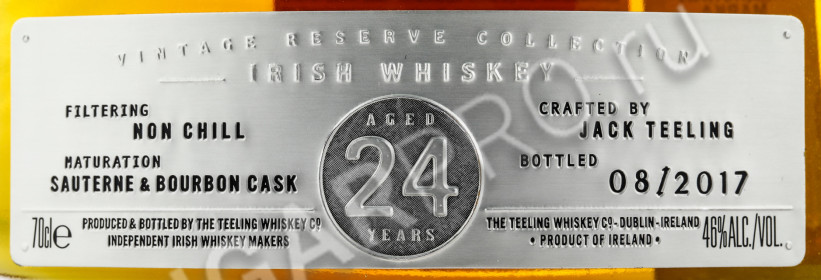 VINTAGE RESERVE COLLECTION
IRISH WHISKEY
FILTERING
NON CHILL
MATURATION
SAUTERNE & BOURBON CASK
AGED
24
YEARS
CRAFTED BY
JACK TEELING
BOTTLED
08/2017
70cl e
PRODUCED & BOTTLED BY THE TEELING WHISKEY Cº
INDEPENDENT IRISH WHISKEY MAKERS
THE TEELING WHISKEY Cº-DUBLIN-IRELAND
• PRODUCT OF IRELAND •
46%ALC./VOL.